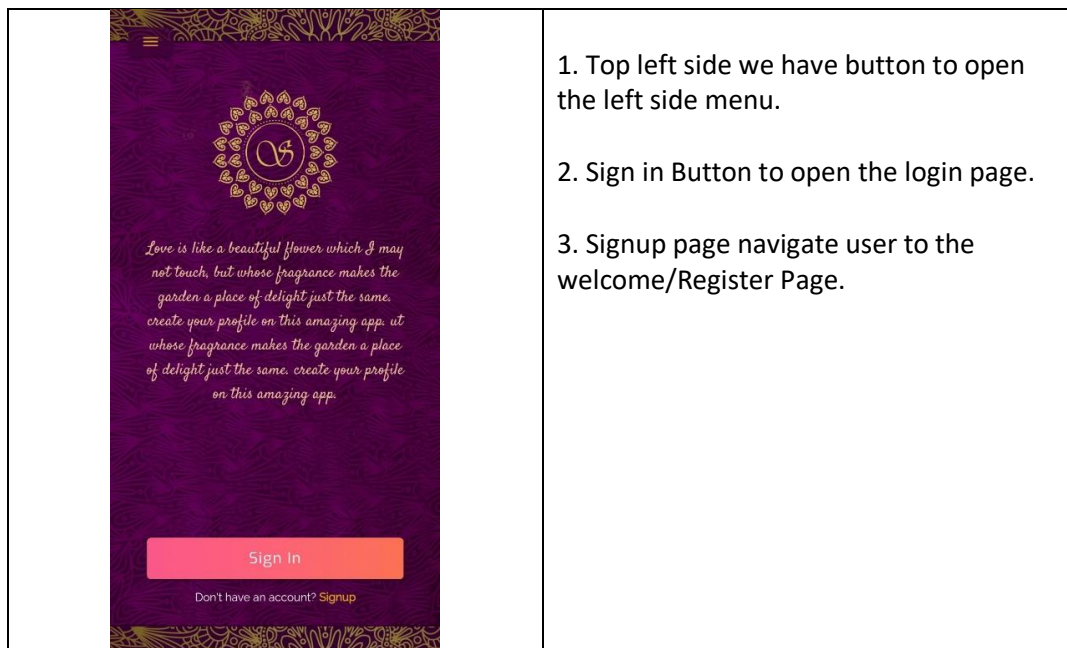 S
Love is like a beautiful flower which I may
not touch, but whose fragrance makes the
garden a place of delight just the same.
create your profile on this amazing app. ut
whose fragrance makes the garden a place
of delight just the same. create your profile
on this amazing app.
Sign In
Don't have an account? Signup
1. Top left side we have button to open
the left side menu.
2. Sign in Button to open the login page.
3. Signup page navigate user to the
welcome/Register Page.